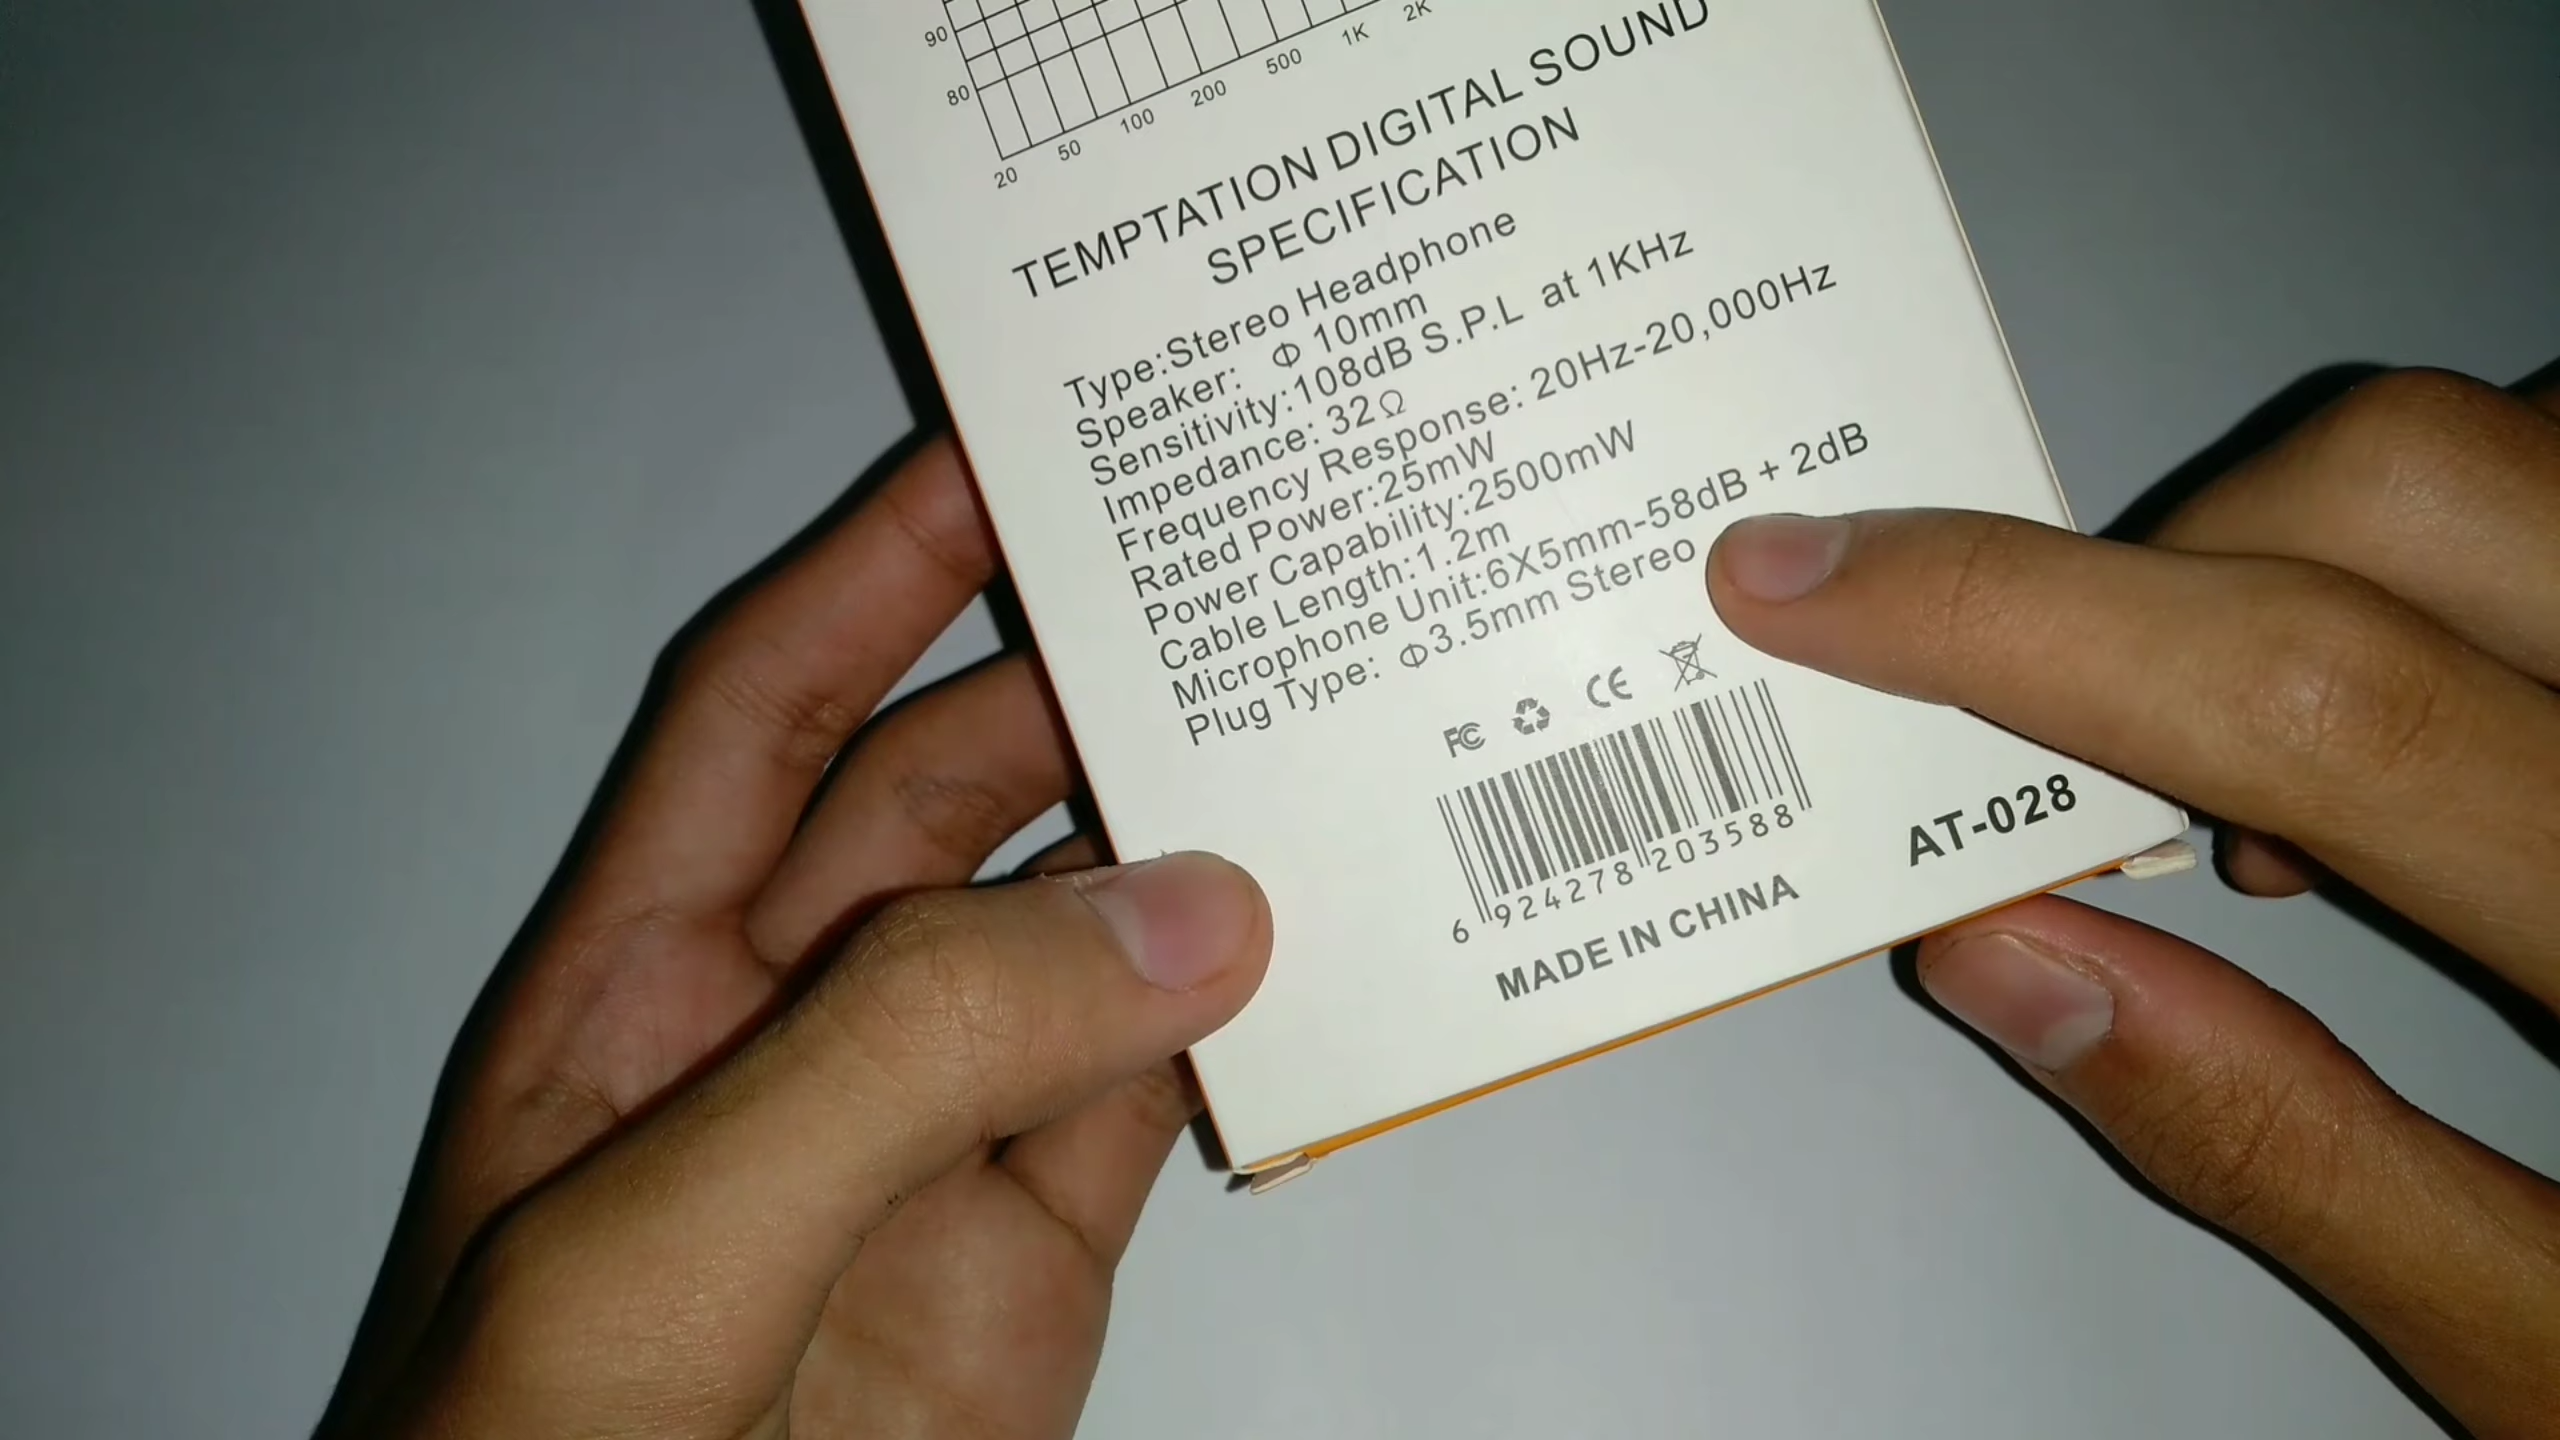 90
80
20 50 100 200 500 1K 2K
TEMPTATION DIGITAL SOUND
SPECIFICATION
Type:Stereo Headphone
Speaker: Φ 10mm
Sensitivity:108dB S.P.L at 1KHz
Impedance: 32Ω
Frequency Response: 20Hz-20,000Hz
Rated Power:25mW
Power Capability:2500mW
Cable Length:1.2m
Microphone Unit:6X5mm-58dB + 2dB
Plug Type: Φ3.5mm Stereo
FC CE
6 924278 203588
MADE IN CHINA
AT-028